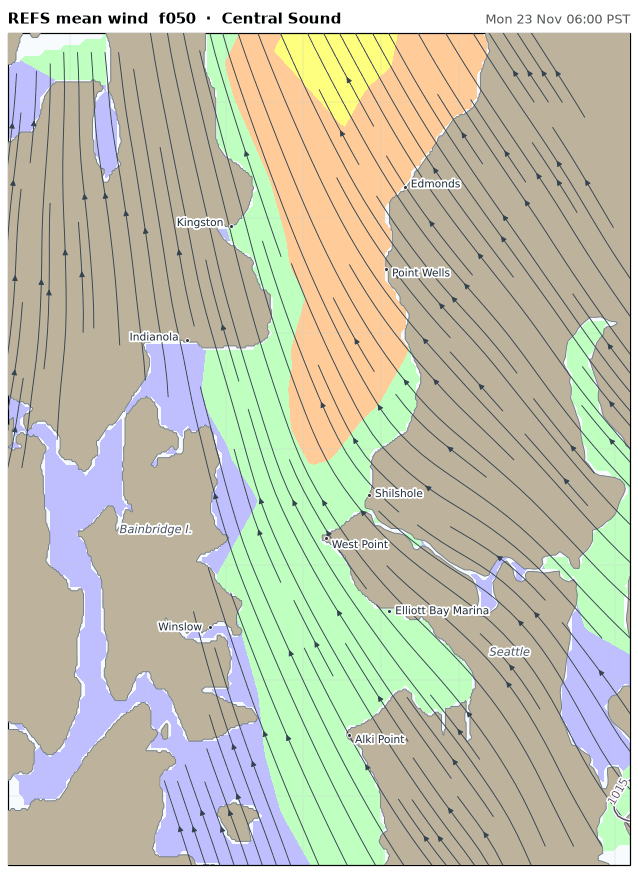 REFS mean wind f050 · Central Sound
Mon 23 Nov 06:00 PST
Edmonds
Kingston
Point Wells
Indianola
Shilshole
Bainbridge I.
West Point
Elliott Bay Marina
Winslow
Seattle
Alki Point
1015